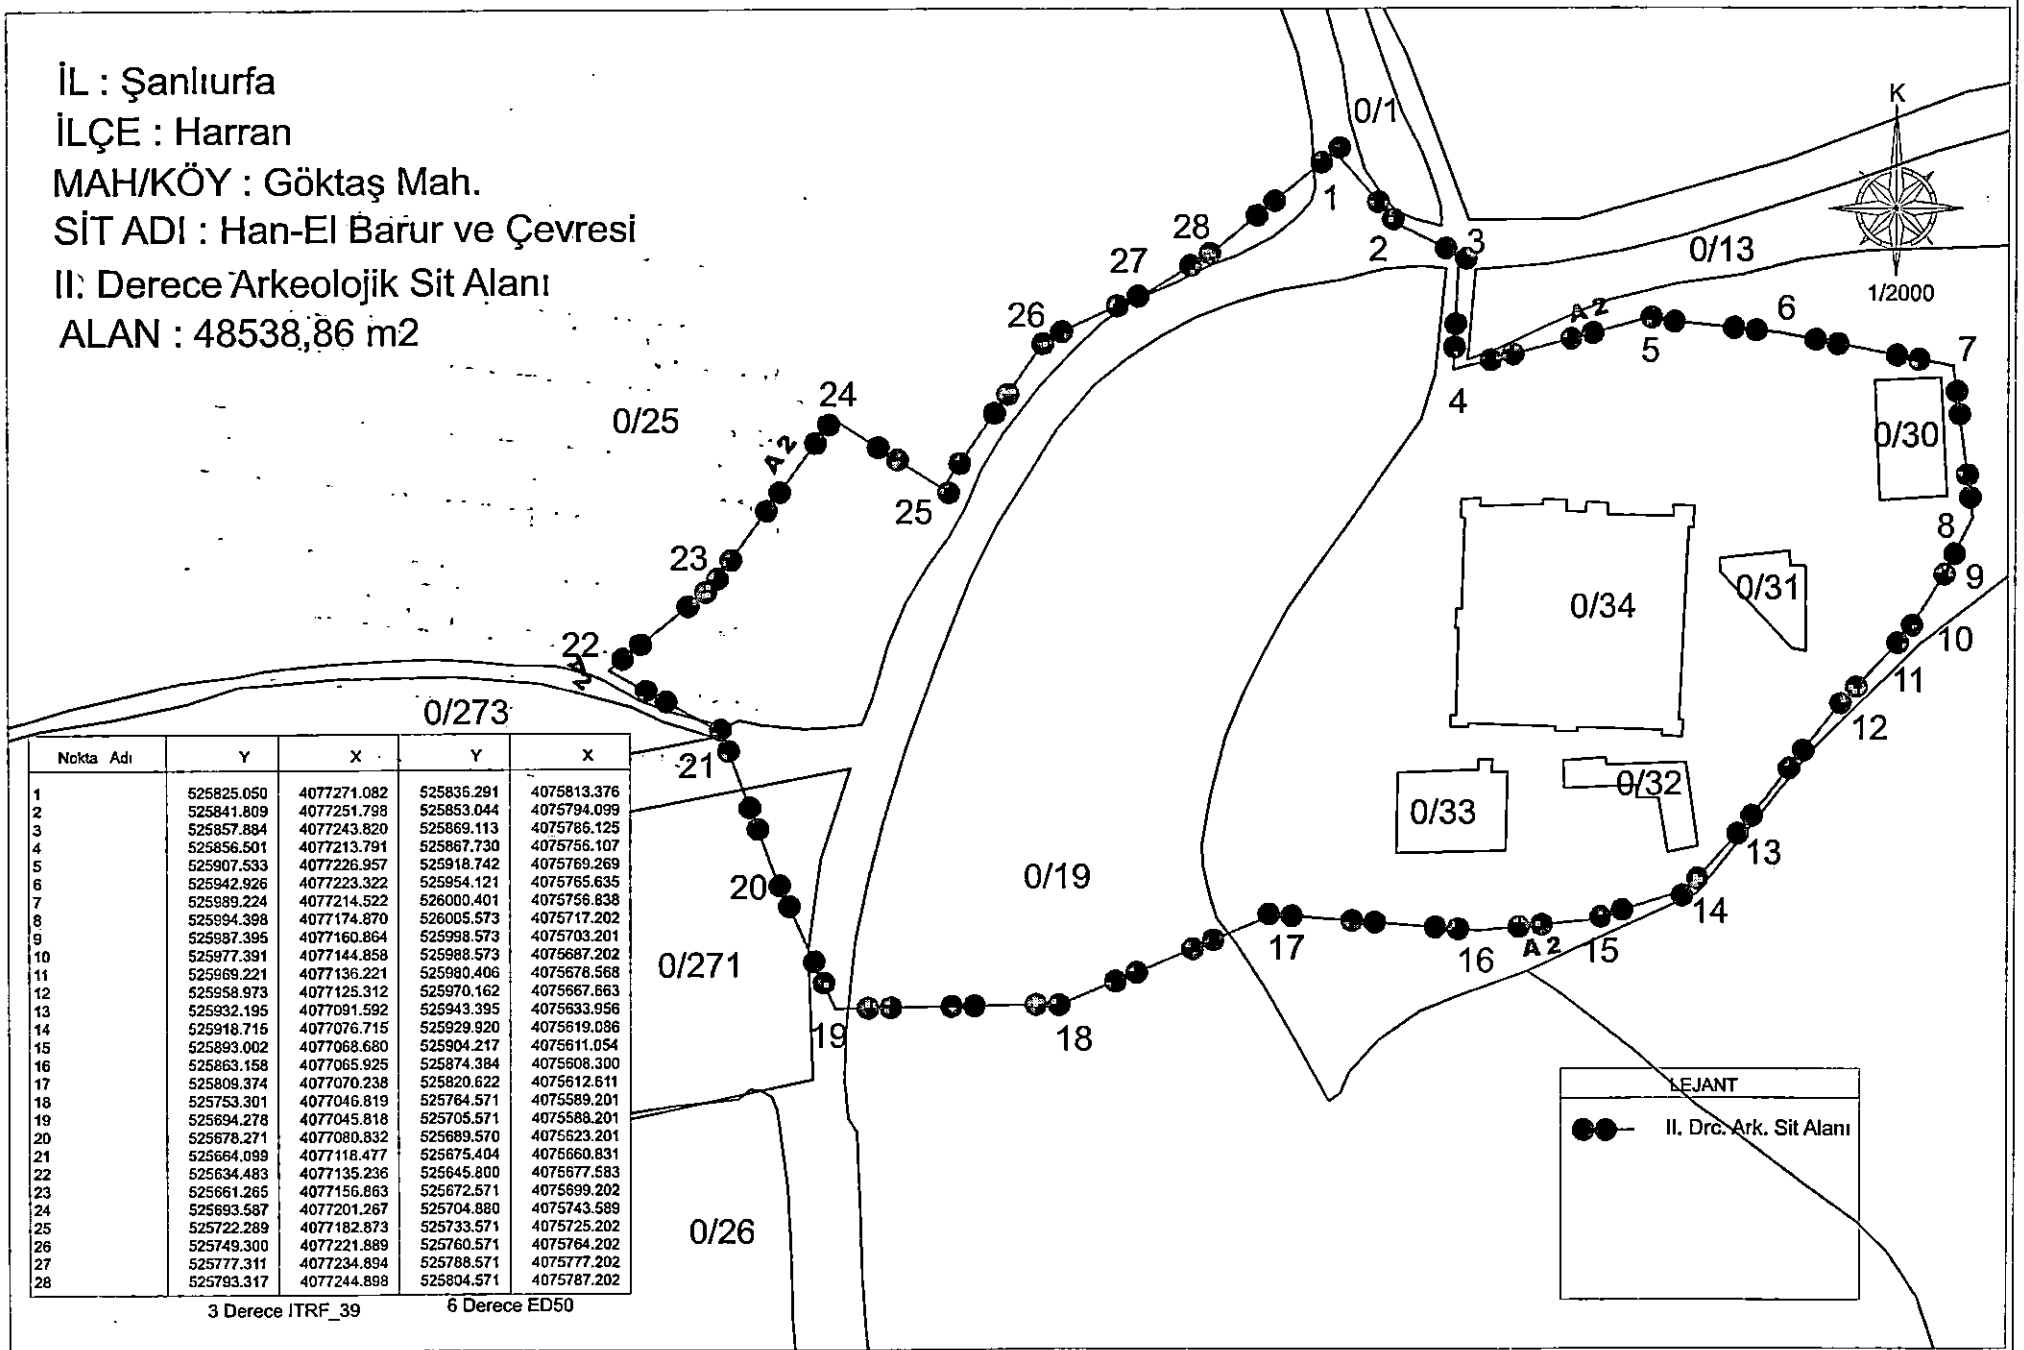 İL : Şanlıurfa
İLÇE : Harran
MAH/KÖY : Göktaş Mah.
SİT ADI : Han-El Barur ve Çevresi
II. Derece Arkeolojik Sit Alanı
ALAN : 48538,86 m2
K
1/2000
0/1
0/13
0/25
0/30
0/34
0/31
0/32
0/33
0/19
0/273
0/271
0/26
1
2
3
4
5
6
7
8
9
10
11
12
13
14
15
16
17
18
19
20
21
22
23
24
25
26
27
28
A 2
A 2
A 2
Nokta Adı Y X Y X
1 525825.050 4077271.082 525836.291 4075813.376
2 525841.809 4077251.798 525853.044 4075794.099
3 525857.884 4077243.820 525869.113 4075786.125
4 525856.501 4077213.791 525867.730 4075756.107
5 525907.533 4077226.957 525918.742 4075769.269
6 525942.926 4077223.322 525954.121 4075765.635
7 525989.224 4077214.522 526000.401 4075756.838
8 525994.398 4077174.870 526005.573 4075717.202
9 525987.395 4077160.864 525998.573 4075703.201
10 525977.391 4077144.858 525988.573 4075687.202
11 525969.221 4077136.221 525980.406 4075678.568
12 525958.973 4077125.312 525970.162 4075667.663
13 525932.195 4077091.592 525943.395 4075633.956
14 525918.715 4077076.715 525929.920 4075619.086
15 525893.002 4077068.680 525904.217 4075611.054
16 525863.158 4077065.925 525874.384 4075608.300
17 525809.374 4077070.238 525820.622 4075612.611
18 525753.301 4077046.819 525764.571 4075589.201
19 525694.278 4077045.818 525705.571 4075588.201
20 525678.271 4077080.832 525689.570 4075623.201
21 525664.099 4077118.477 525675.404 4075660.831
22 525634.483 4077135.236 525645.800 4075677.583
23 525661.265 4077156.863 525672.571 4075699.202
24 525693.587 4077201.267 525704.880 4075743.589
25 525722.289 4077182.873 525733.571 4075725.202
26 525749.300 4077221.889 525760.571 4075764.202
27 525777.311 4077234.894 525788.571 4075777.202
28 525793.317 4077244.898 525804.571 4075787.202
3 Derece ITRF_39 6 Derece ED50
LEJANT
II. Drc. Ark. Sit Alanı